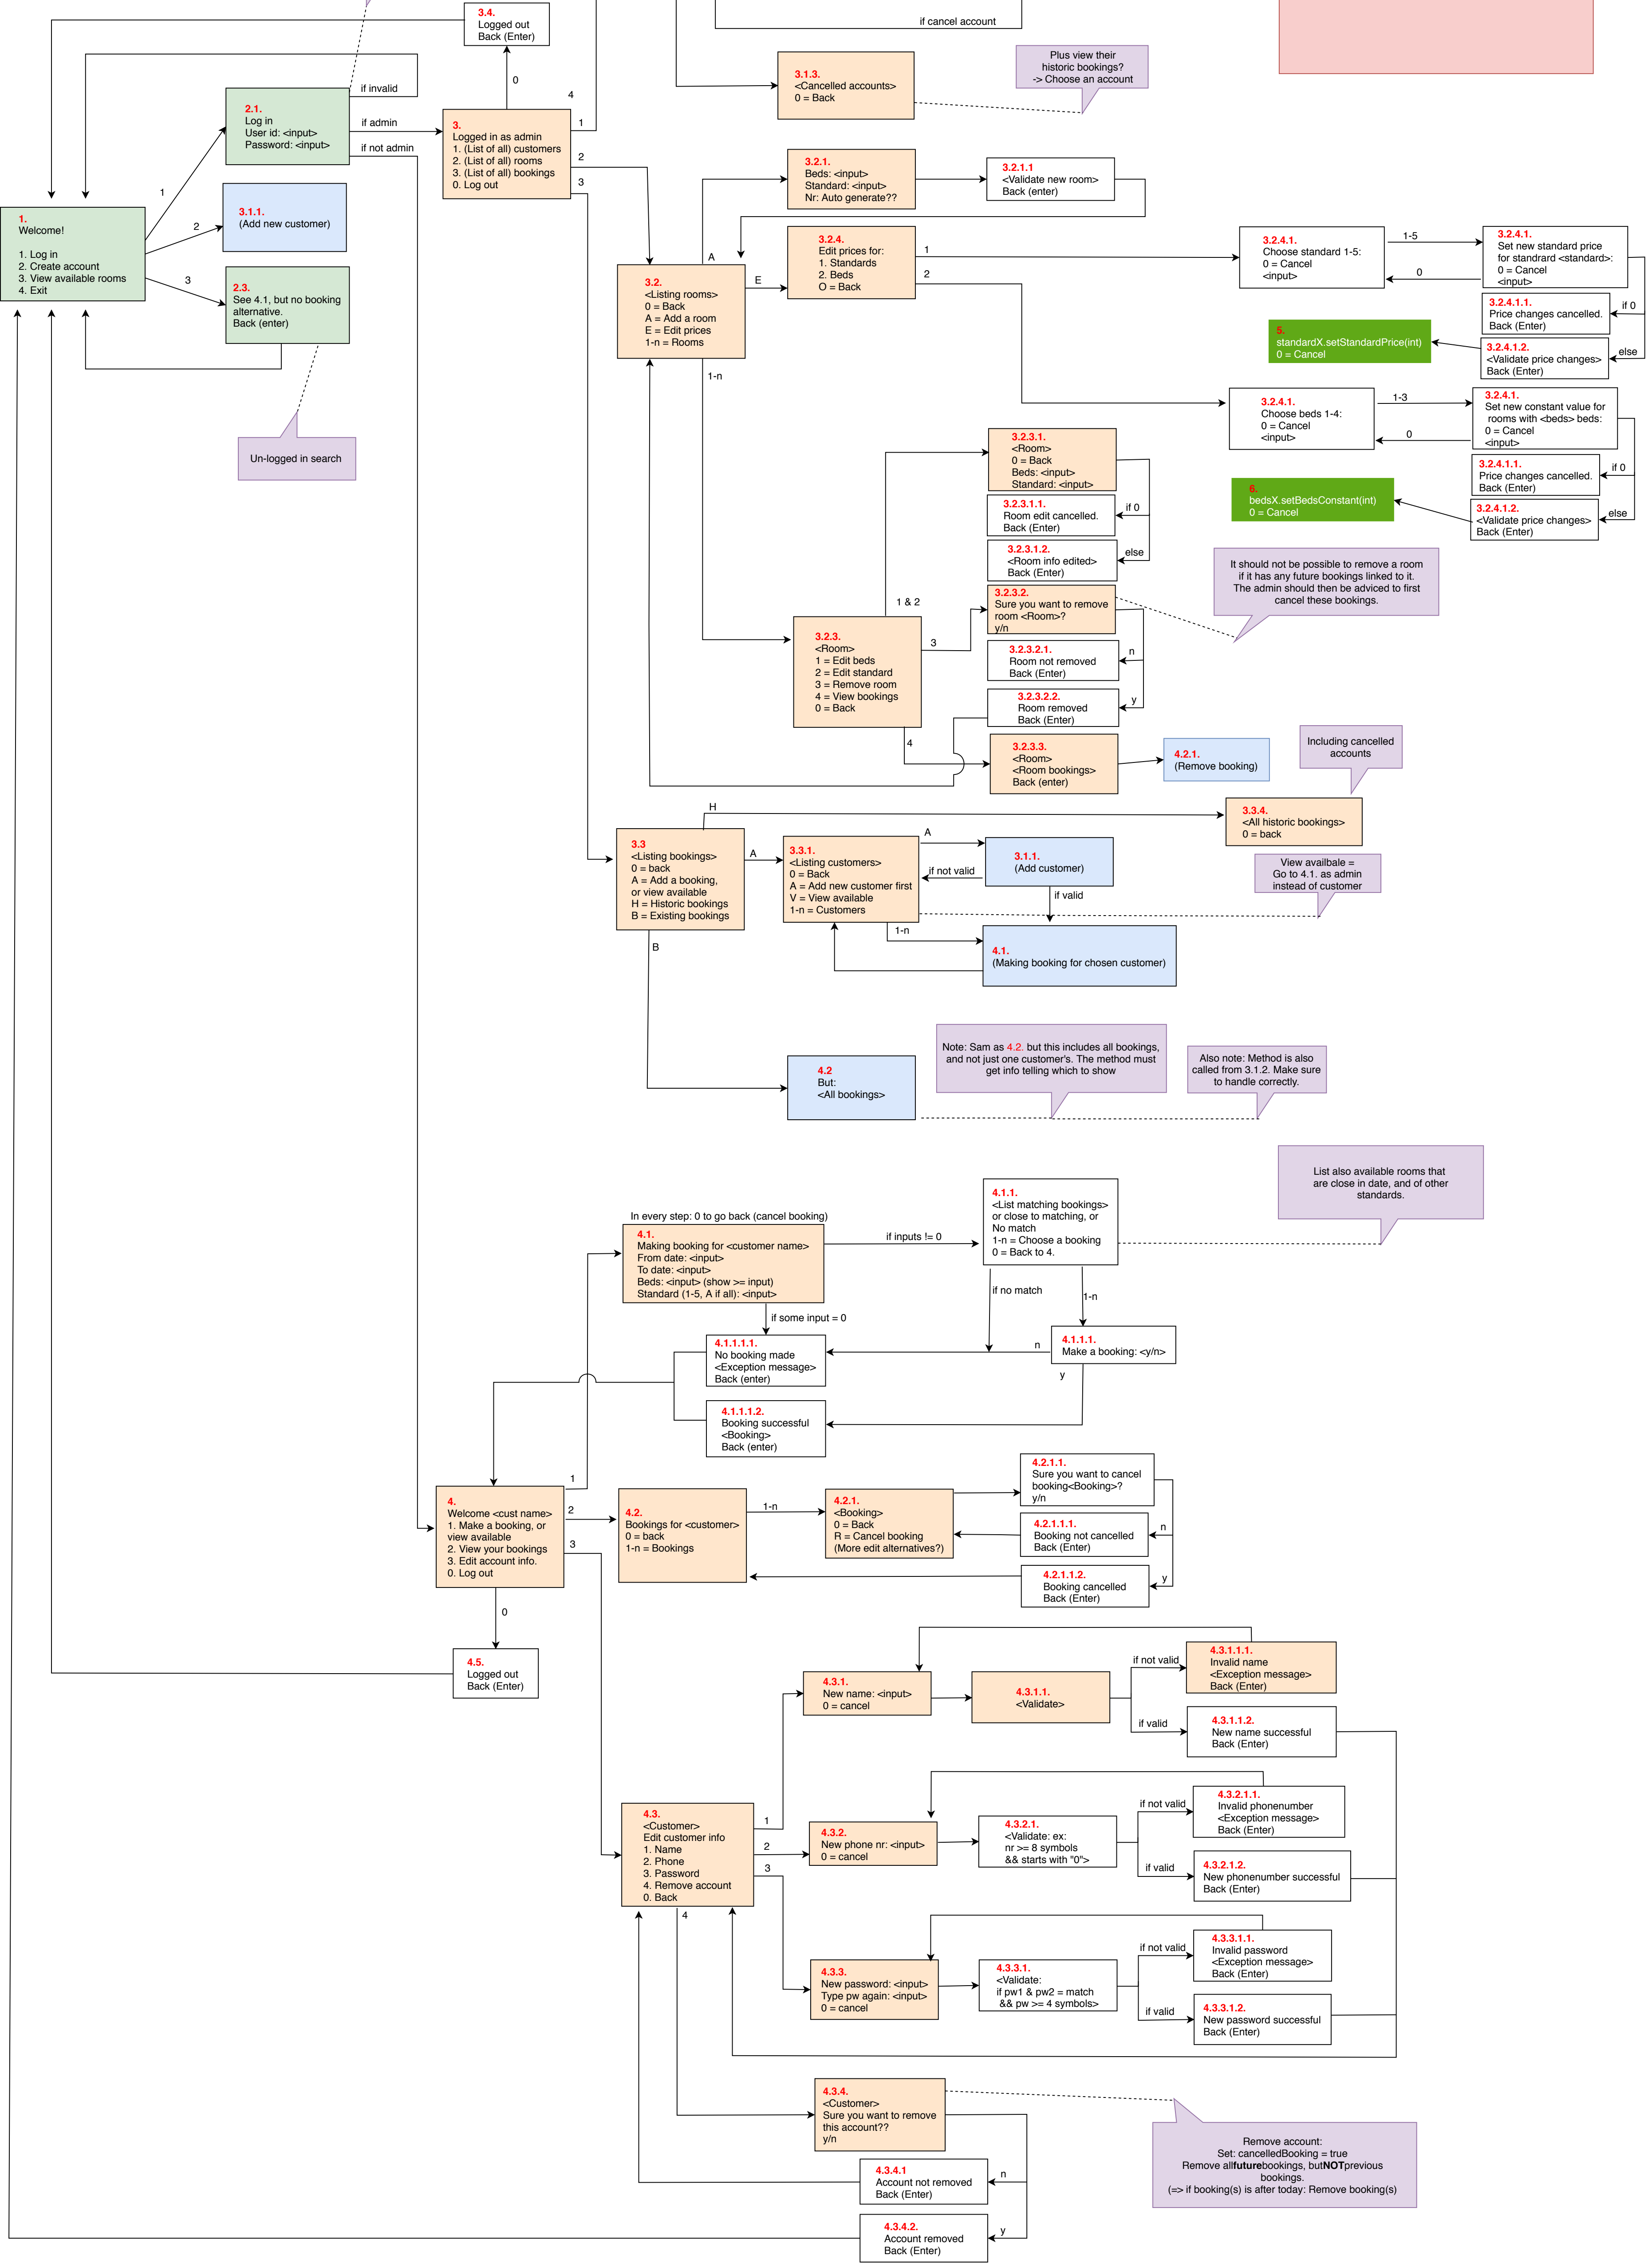 3.4.
Logged out
Back (Enter)
if cancel account
0
4
if invalid
if admin
if not admin
1
2
3
2.1.
Log in
User id: <input>
Password: <input>
3.
Logged in as admin
1. (List of all) customers
2. (List of all) rooms
3. (List of all) bookings
0. Log out
3.1.3.
<Cancelled accounts>
0 = Back
Plus view their
historic bookings?
-> Choose an account
1.
Welcome!
1. Log in
2. Create account
3. View available rooms
4. Exit
1
2
3
3.1.1.
(Add new customer)
2.3.
See 4.1, but no booking
alternative.
Back (enter)
Un-logged in search
3.2.1.
Beds: <input>
Standard: <input>
Nr: Auto generate??
3.2.1.1
<Validate new room>
Back (enter)
A
E
1-n
3.2.
<Listing rooms>
0 = Back
A = Add a room
E = Edit prices
1-n = Rooms
3.2.4.
Edit prices for:
1. Standards
2. Beds
O = Back
1
2
3.2.4.1.
Choose standard 1-5:
0 = Cancel
<input>
1-5
0
3.2.4.1.
Set new standard price
for standard <standard>:
0 = Cancel
<input>
3.2.4.1.1.
Price changes cancelled.
Back (Enter)
if 0
3.2.4.1.2.
<Validate price changes>
Back (Enter)
else
5.
standardX.setStandardPrice(int)
0 = Cancel
3.2.4.1.
Choose beds 1-4:
0 = Cancel
<input>
1-3
0
3.2.4.1.
Set new constant value for
rooms with <beds> beds:
0 = Cancel
<input>
3.2.4.1.1.
Price changes cancelled.
Back (Enter)
if 0
3.2.4.1.2.
<Validate price changes>
Back (Enter)
else
6.
bedsX.setBedsConstant(int)
0 = Cancel
3.2.3.1.
<Room>
0 = Back
Beds: <input>
Standard: <input>
3.2.3.1.1.
Room edit cancelled.
Back (Enter)
if 0
3.2.3.1.2.
<Room info edited>
Back (Enter)
else
3.2.3.2.
Sure you want to remove
room <Room>?
y/n
It should not be possible to remove a room
if it has any future bookings linked to it.
The admin should then be adviced to first
cancel these bookings.
1 & 2
3
4
3.2.3.
<Room>
1 = Edit beds
2 = Edit standard
3 = Remove room
4 = View bookings
0 = Back
3.2.3.2.1.
Room not removed
Back (Enter)
n
3.2.3.2.2.
Room removed
Back (Enter)
y
3.2.3.3.
<Room>
<Room bookings>
Back (enter)
4.2.1.
(Remove booking)
Including cancelled
accounts
H
A
B
3.3
<Listing bookings>
0 = back
A = Add a booking,
or view available
H = Historic bookings
B = Existing bookings
3.3.1.
<Listing customers>
0 = Back
A = Add new customer first
V = View available
1-n = Customers
A
if not valid
3.1.1.
(Add customer)
if valid
1-n
4.1.
(Making booking for chosen customer)
3.3.4.
<All historic bookings>
0 = back
View availbale =
Go to 4.1. as admin
instead of customer
4.2
But:
<All bookings>
Note: Sam as 4.2. but this includes all bookings,
and not just one customer's. The method must
get info telling which to show
Also note: Method is also
called from 3.1.2. Make sure
to handle correctly.
In every step: 0 to go back (cancel booking)
4.1.
Making booking for <customer name>
From date: <input>
To date: <input>
Beds: <input> (show >= input)
Standard (1-5, A if all): <input>
if inputs != 0
if some input = 0
4.1.1.
<List matching bookings>
or close to matching, or
No match
1-n = Choose a booking
0 = Back to 4.
List also available rooms that
are close in date, and of other
standards.
if no match
1-n
4.1.1.1.
Make a booking: <y/n>
n
y
4.1.1.1.1.
No booking made
<Exception message>
Back (enter)
4.1.1.1.2.
Booking successful
<Booking>
Back (enter)
4.
Welcome <cust name>
1. Make a booking, or
view available
2. View your bookings
3. Edit account info.
0. Log out
1
2
3
0
4.2.
Bookings for <customer>
0 = back
1-n = Bookings
1-n
4.2.1.
<Booking>
0 = Back
R = Cancel booking
(More edit alternatives?)
4.2.1.1.
Sure you want to cancel
booking<Booking>?
y/n
4.2.1.1.1.
Booking not cancelled
Back (Enter)
n
4.2.1.1.2.
Booking cancelled
Back (Enter)
y
4.5.
Logged out
Back (Enter)
4.3.1.
New name: <input>
0 = cancel
4.3.1.1.
<Validate>
if not valid
if valid
4.3.1.1.1.
Invalid name
<Exception message>
Back (Enter)
4.3.1.1.2.
New name successful
Back (Enter)
4.3.
<Customer>
Edit customer info
1. Name
2. Phone
3. Password
4. Remove account
0. Back
1
2
3
4
4.3.2.
New phone nr: <input>
0 = cancel
4.3.2.1.
<Validate: ex:
nr >= 8 symbols
&& starts with "0">
if not valid
if valid
4.3.2.1.1.
Invalid phonenumber
<Exception message>
Back (Enter)
4.3.2.1.2.
New phonenumber successful
Back (Enter)
4.3.3.
New password: <input>
Type pw again: <input>
0 = cancel
4.3.3.1.
<Validate:
if pw1 & pw2 = match
&& pw >= 4 symbols>
if not valid
if valid
4.3.3.1.1.
Invalid password
<Exception message>
Back (Enter)
4.3.3.1.2.
New password successful
Back (Enter)
4.3.4.
<Customer>
Sure you want to remove
this account??
y/n
4.3.4.1
Account not removed
Back (Enter)
n
4.3.4.2.
Account removed
Back (Enter)
y
Remove account:
Set: cancelledBooking = true
Remove allfuturebookings, butNOTprevious
bookings.
(=> if booking(s) is after today: Remove booking(s)